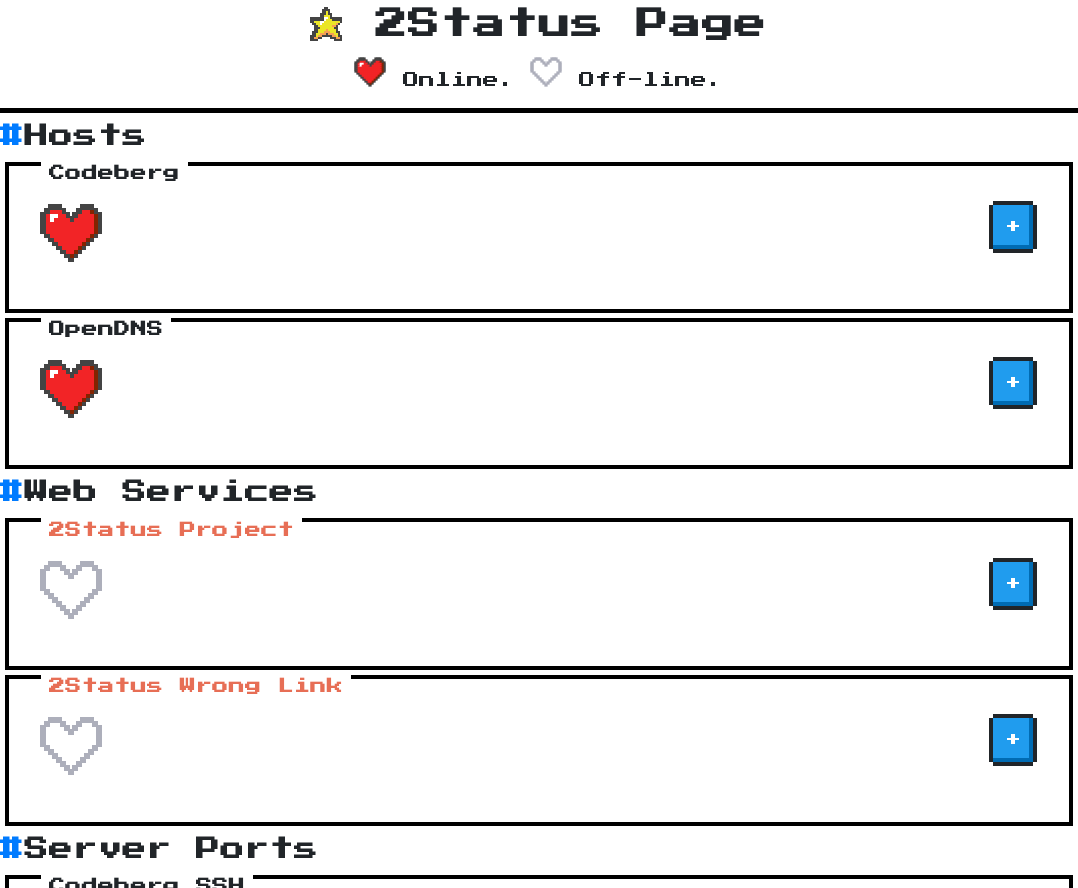 2Status Page
Online. Off-line.
#Hosts
Codeberg
+
OpenDNS
+
#Web Services
2Status Project
+
2Status Wrong Link
+
#Server Ports
Codeberg SSH